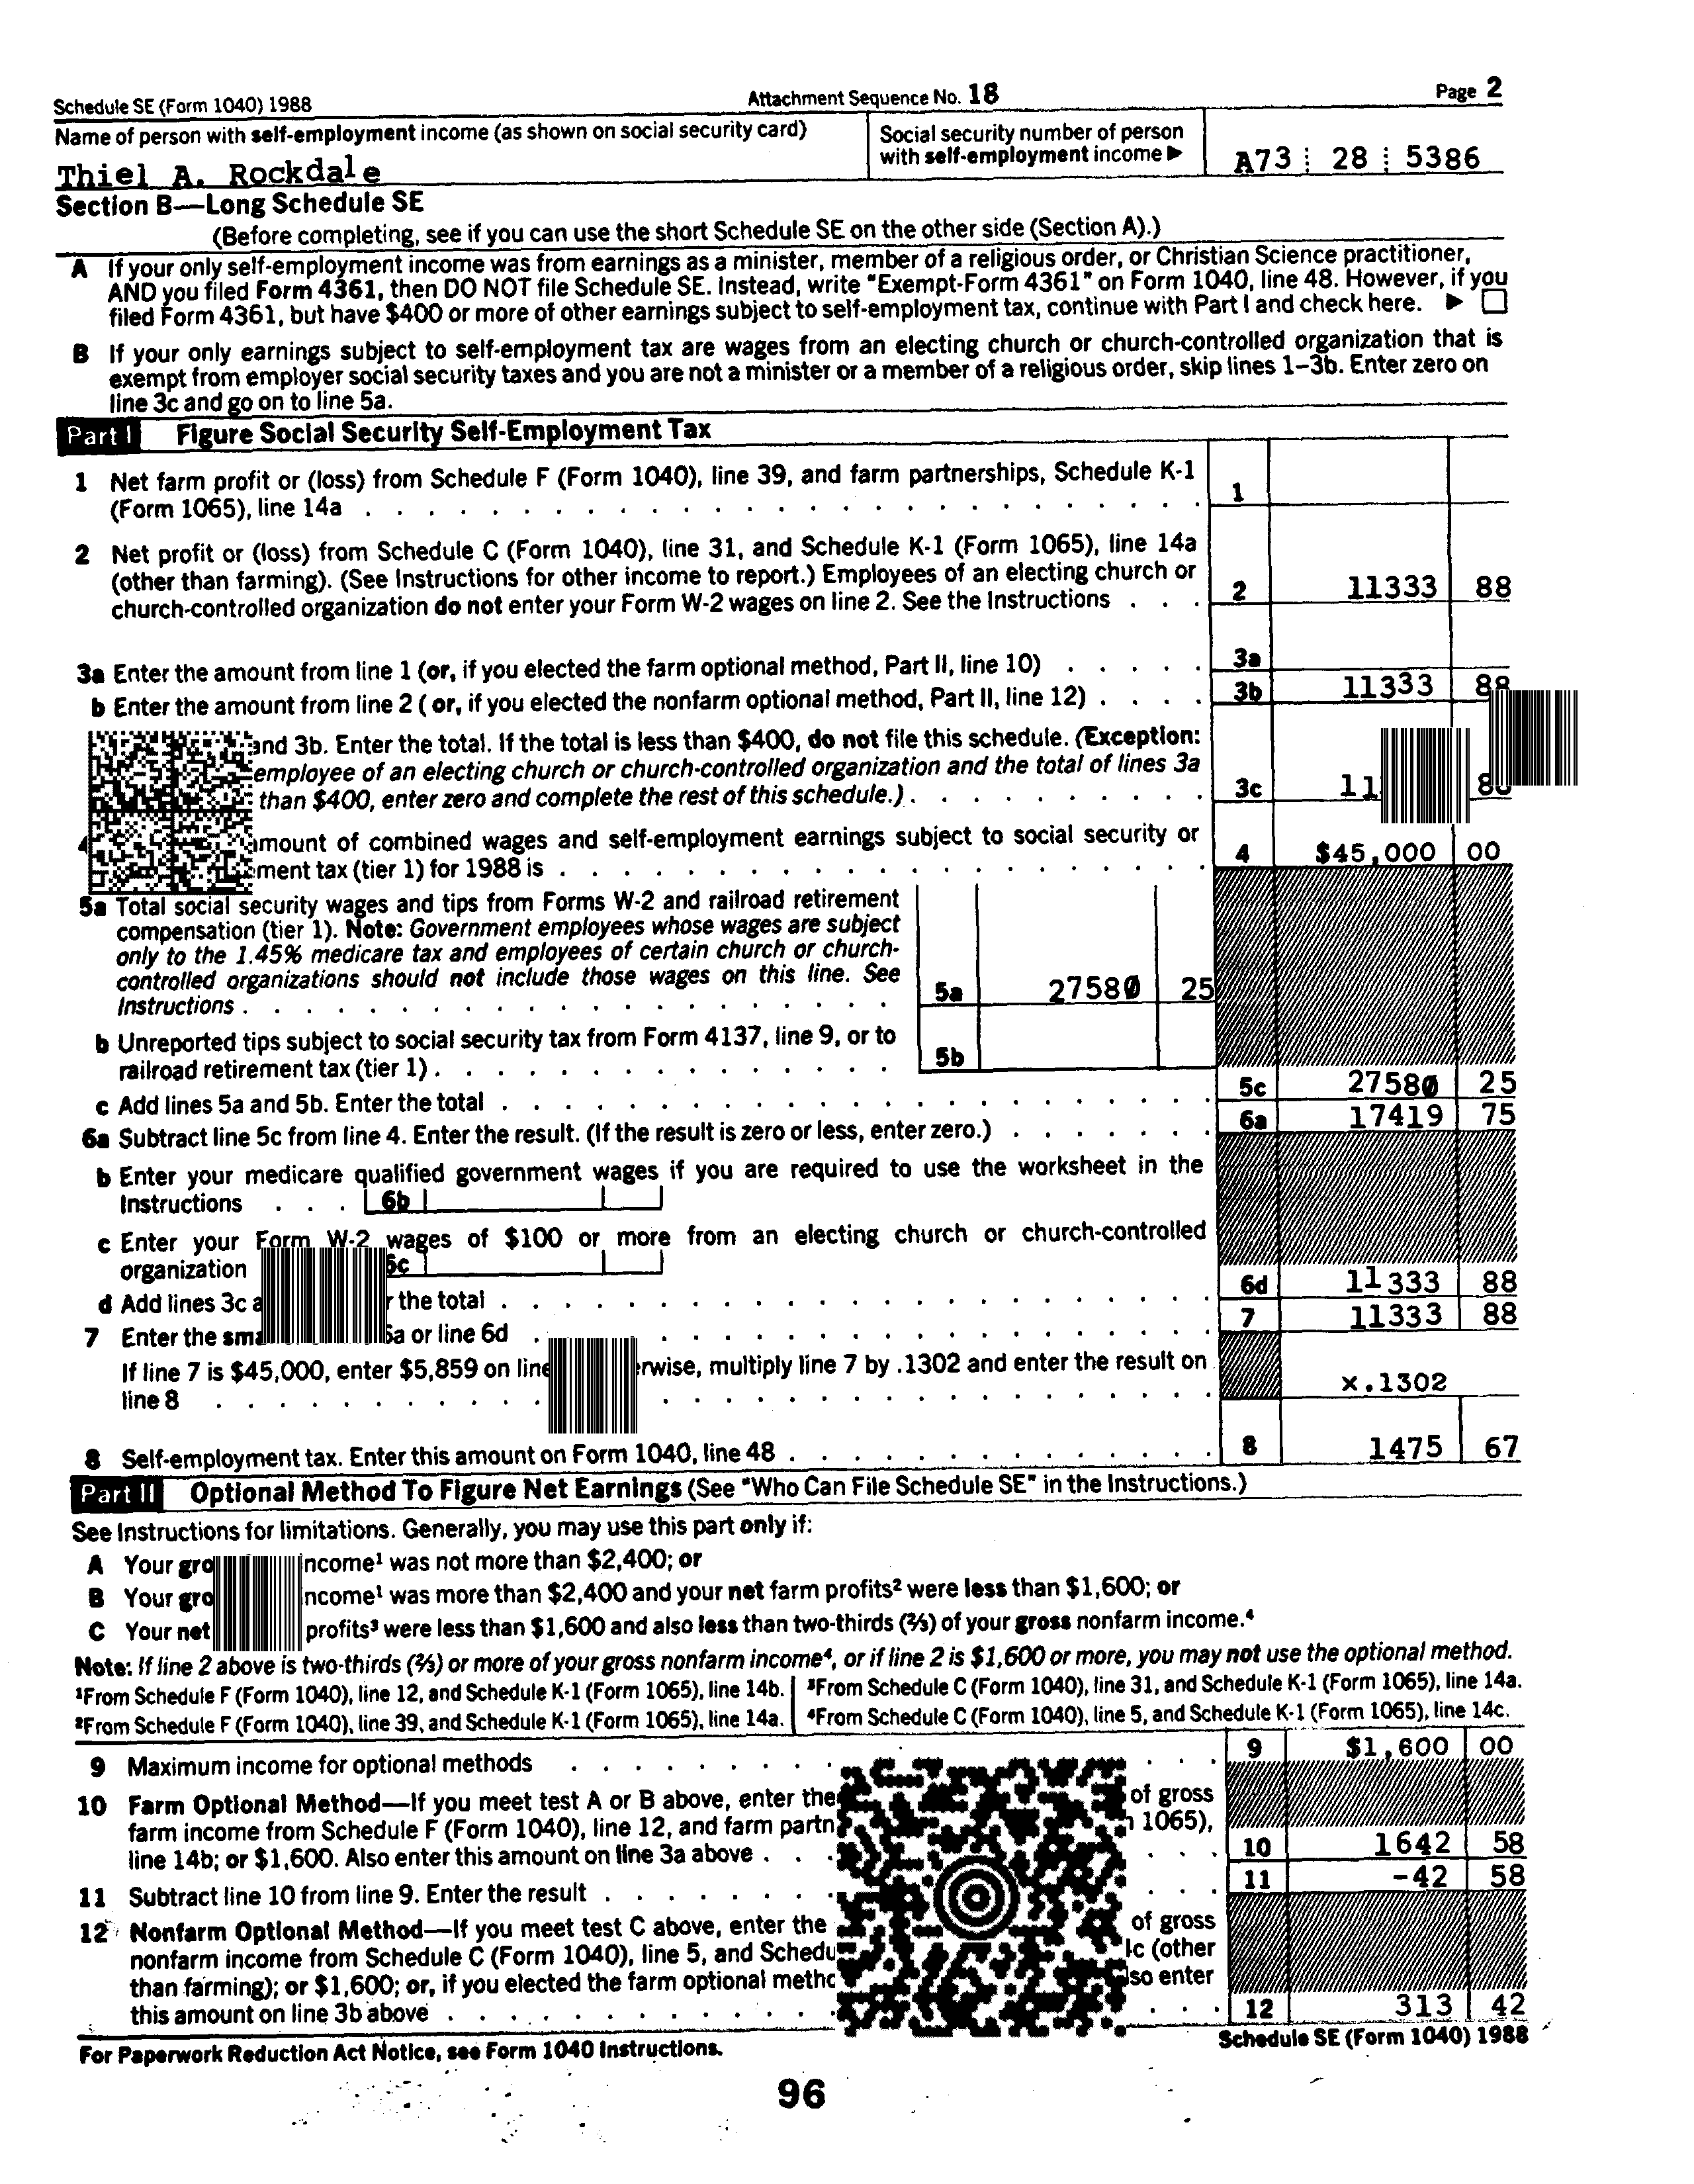 Schedule SE (Form 1040) 1988 Attachment Sequence No. 18 Page 2
Name of person with self-employment income (as shown on social security card)
Thiel A. Rockdale
Social security number of person
with self-employment income ▶ A73 28 5386
Section B—Long Schedule SE
(Before completing, see if you can use the short Schedule SE on the other side (Section A).)
A If your only self-employment income was from earnings as a minister, member of a religious order, or Christian Science practitioner,
AND you filed Form 4361, then DO NOT file Schedule SE. Instead, write "Exempt-Form 4361" on Form 1040, line 48. However, if you
filed Form 4361, but have $400 or more of other earnings subject to self-employment tax, continue with Part I and check here. ▶ ☐
B If your only earnings subject to self-employment tax are wages from an electing church or church-controlled organization that is
exempt from employer social security taxes and you are not a minister or a member of a religious order, skip lines 1–3b. Enter zero on
line 3c and go on to line 5a.
Part I Figure Social Security Self-Employment Tax
1 Net farm profit or (loss) from Schedule F (Form 1040), line 39, and farm partnerships, Schedule K-1
(Form 1065), line 14a . . . 1
2 Net profit or (loss) from Schedule C (Form 1040), line 31, and Schedule K-1 (Form 1065), line 14a
(other than farming). (See Instructions for other income to report.) Employees of an electing church or
church-controlled organization do not enter your Form W-2 wages on line 2. See the Instructions . . . 2 11333 88
3a Enter the amount from line 1 (or, if you elected the farm optional method, Part II, line 10) . . . 3a
b Enter the amount from line 2 ( or, if you elected the nonfarm optional method, Part II, line 12) . . . 3b 11333 88
and 3b. Enter the total. If the total is less than $400, do not file this schedule. (Exception:
employee of an electing church or church-controlled organization and the total of lines 3a
than $400, enter zero and complete the rest of this schedule.) . . . 3c 11
of combined wages and self-employment earnings subject to social security or
tax (tier 1) for 1988 is . . . 4 $45,000 00
5a Total social security wages and tips from Forms W-2 and railroad retirement
compensation (tier 1). Note: Government employees whose wages are subject
only to the 1.45% medicare tax and employees of certain church or church-
controlled organizations should not include those wages on this line. See
Instructions . . . 5a 27580 25
b Unreported tips subject to social security tax from Form 4137, line 9, or to
railroad retirement tax (tier 1) . . . 5b
c Add lines 5a and 5b. Enter the total . . . 5c 27580 25
6a Subtract line 5c from line 4. Enter the result. (If the result is zero or less, enter zero.) . . . 6a 17419 75
b Enter your medicare qualified government wages if you are required to use the worksheet in the
Instructions . . . 6b
c Enter your Form W-2 wages of $100 or more from an electing church or church-controlled
organization
d Add lines 3c the total . . . 6d 11333 88
7 Enter the or line 6d . . . 7 11333 88
If line 7 is $45,000, enter $5,859 on multiply line 7 by .1302 and enter the result on
line 8 . . . x.1302
8 Self-employment tax. Enter this amount on Form 1040, line 48 . . . 8 1475 67
Part II Optional Method To Figure Net Earnings (See "Who Can File Schedule SE" in the Instructions.)
See Instructions for limitations. Generally, you may use this part only if:
A Your was not more than $2,400; or
B Your was more than $2,400 and your net farm profits² were less than $1,600; or
C Your net profits³ were less than $1,600 and also less than two-thirds (⅔) of your gross nonfarm income.⁴
Note: If line 2 above is two-thirds (⅔) or more of your gross nonfarm income⁴, or if line 2 is $1,600 or more, you may not use the optional method.
¹From Schedule F (Form 1040), line 12, and Schedule K-1 (Form 1065), line 14b. ³From Schedule C (Form 1040), line 31, and Schedule K-1 (Form 1065), line 14a.
²From Schedule F (Form 1040), line 39, and Schedule K-1 (Form 1065), line 14a. ⁴From Schedule C (Form 1040), line 5, and Schedule K-1 (Form 1065), line 14c.
9 Maximum income for optional methods . . . 9 $1,600 00
10 Farm Optional Method—If you meet test A or B above, enter the of gross
farm income from Schedule F (Form 1040), line 12, and farm 1065),
line 14b; or $1,600. Also enter this amount on line 3a above . . . 10 1642 58
11 Subtract line 10 from line 9. Enter the result . . . 11 -42 58
12 Nonfarm Optional Method—If you meet test C above, enter the of gross
nonfarm income from Schedule C (Form 1040), line 5, and (other
than farming); or $1,600; or, if you elected the farm optional enter
this amount on line 3b above . . . 12 313 42
For Paperwork Reduction Act Notice, see Form 1040 Instructions. Schedule SE (Form 1040) 1988
96